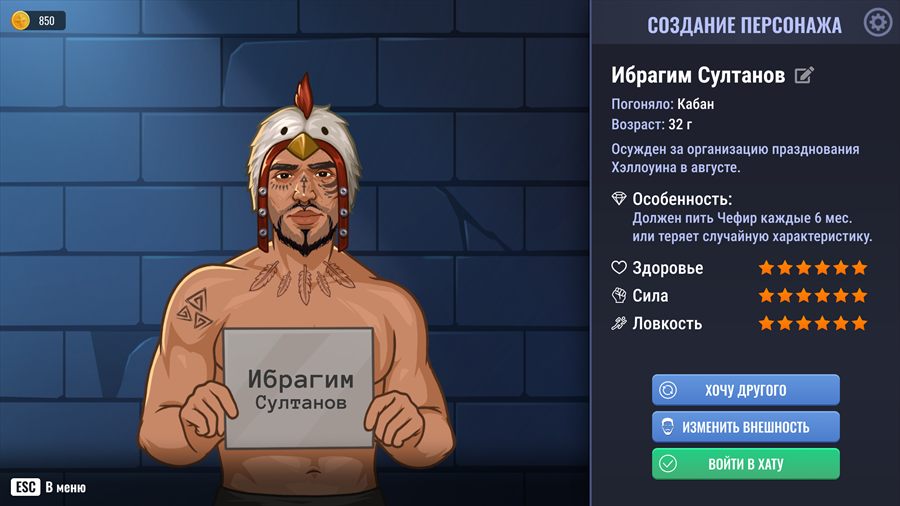 850
СОЗДАНИЕ ПЕРСОНАЖА
Ибрагим Султанов
Погоняло: Кабан
Возраст: 32 г
Осужден за организацию празднования
Хэллоуина в августе.
Особенность:
Должен пить Чефир каждые 6 мес.
или теряет случайную характеристику.
Здоровье
Сила
Ловкость
Ибрагим
Султанов
ХОЧУ ДРУГОГО
ИЗМЕНИТЬ ВНЕШНОСТЬ
ВОЙТИ В ХАТУ
ESC В меню